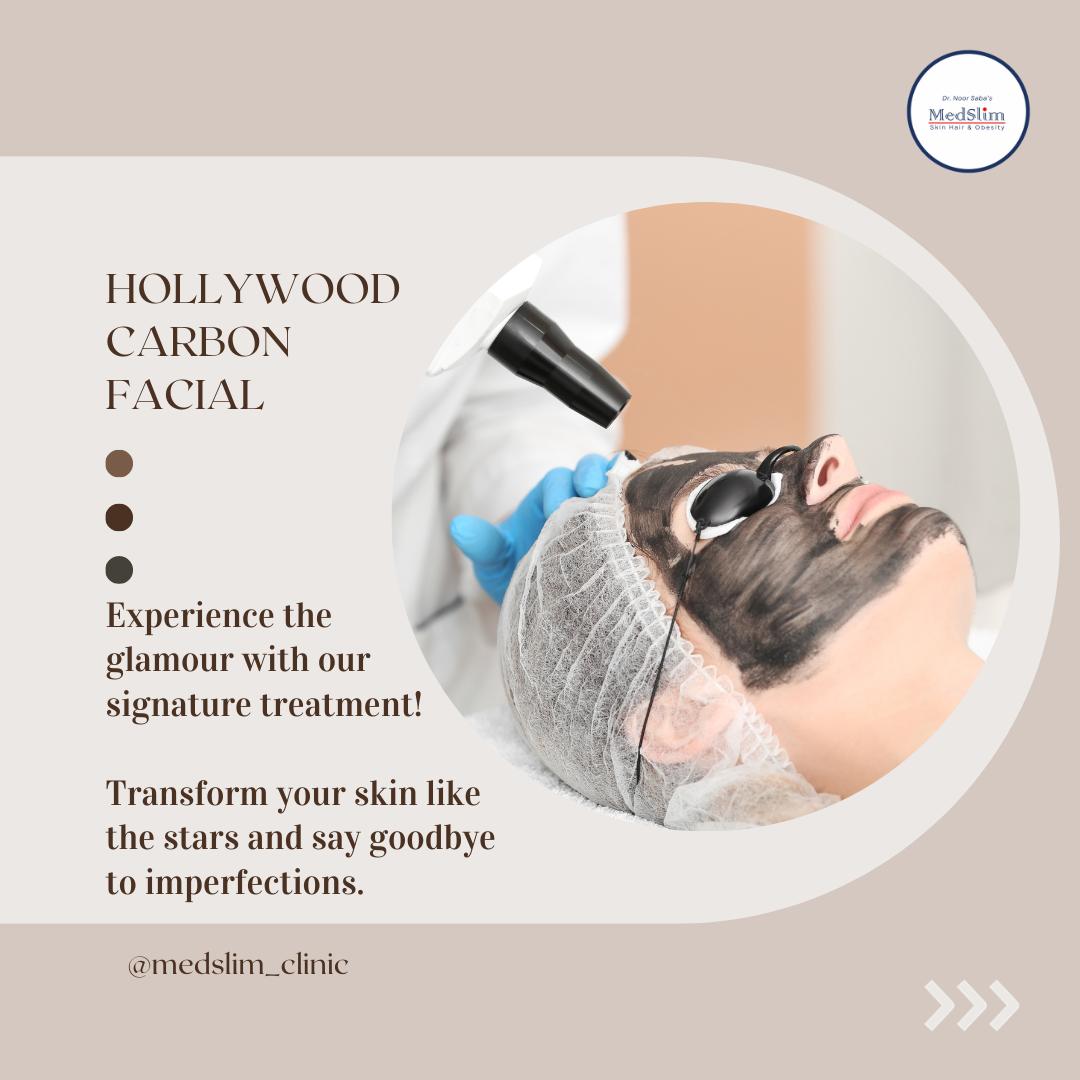 Dr. Noor Saba's
MedSlim
Skin Hair & Obesity
HOLLYWOOD
CARBON
FACIAL
Experience the
glamour with our
signature treatment!
Transform your skin like
the stars and say goodbye
to imperfections.
@medslim_clinic